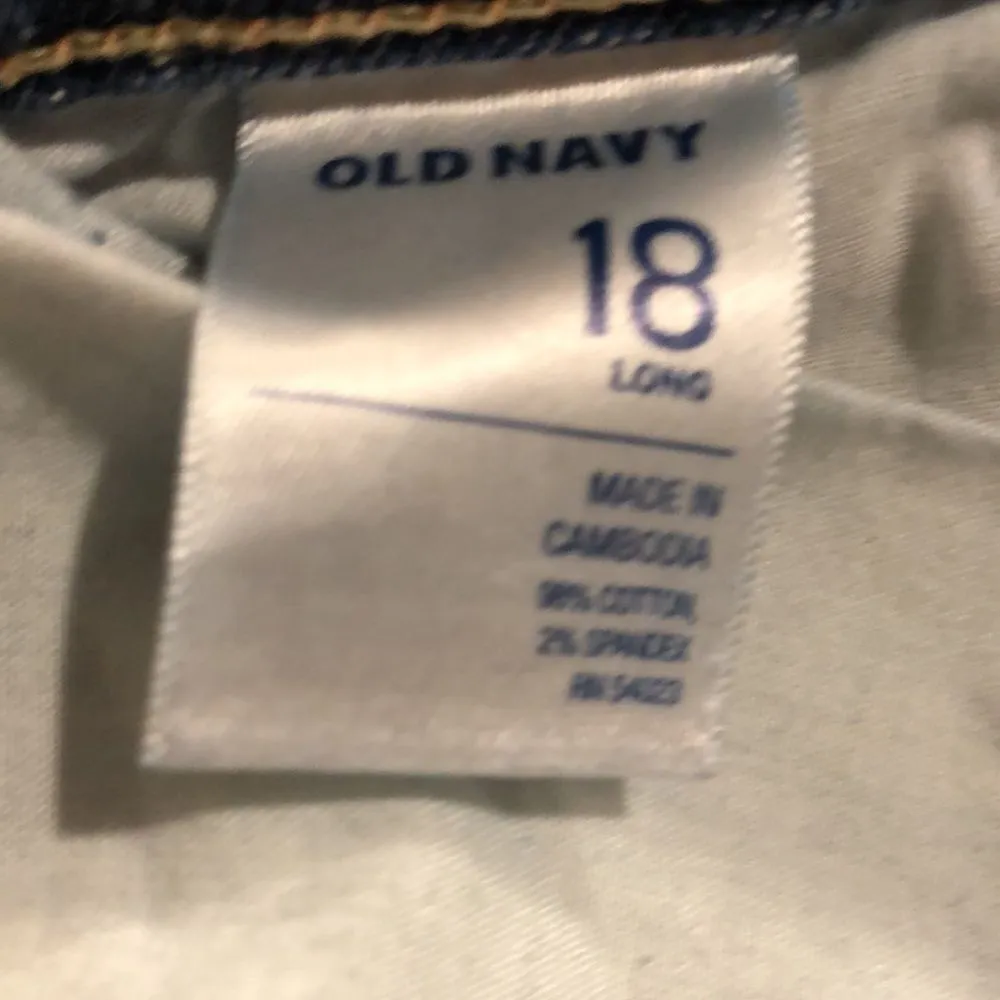 OLD NAVY
18
LONG
MADE IN
CAMBODIA
98% COTTON,
2% SPANDEX
RN 54023